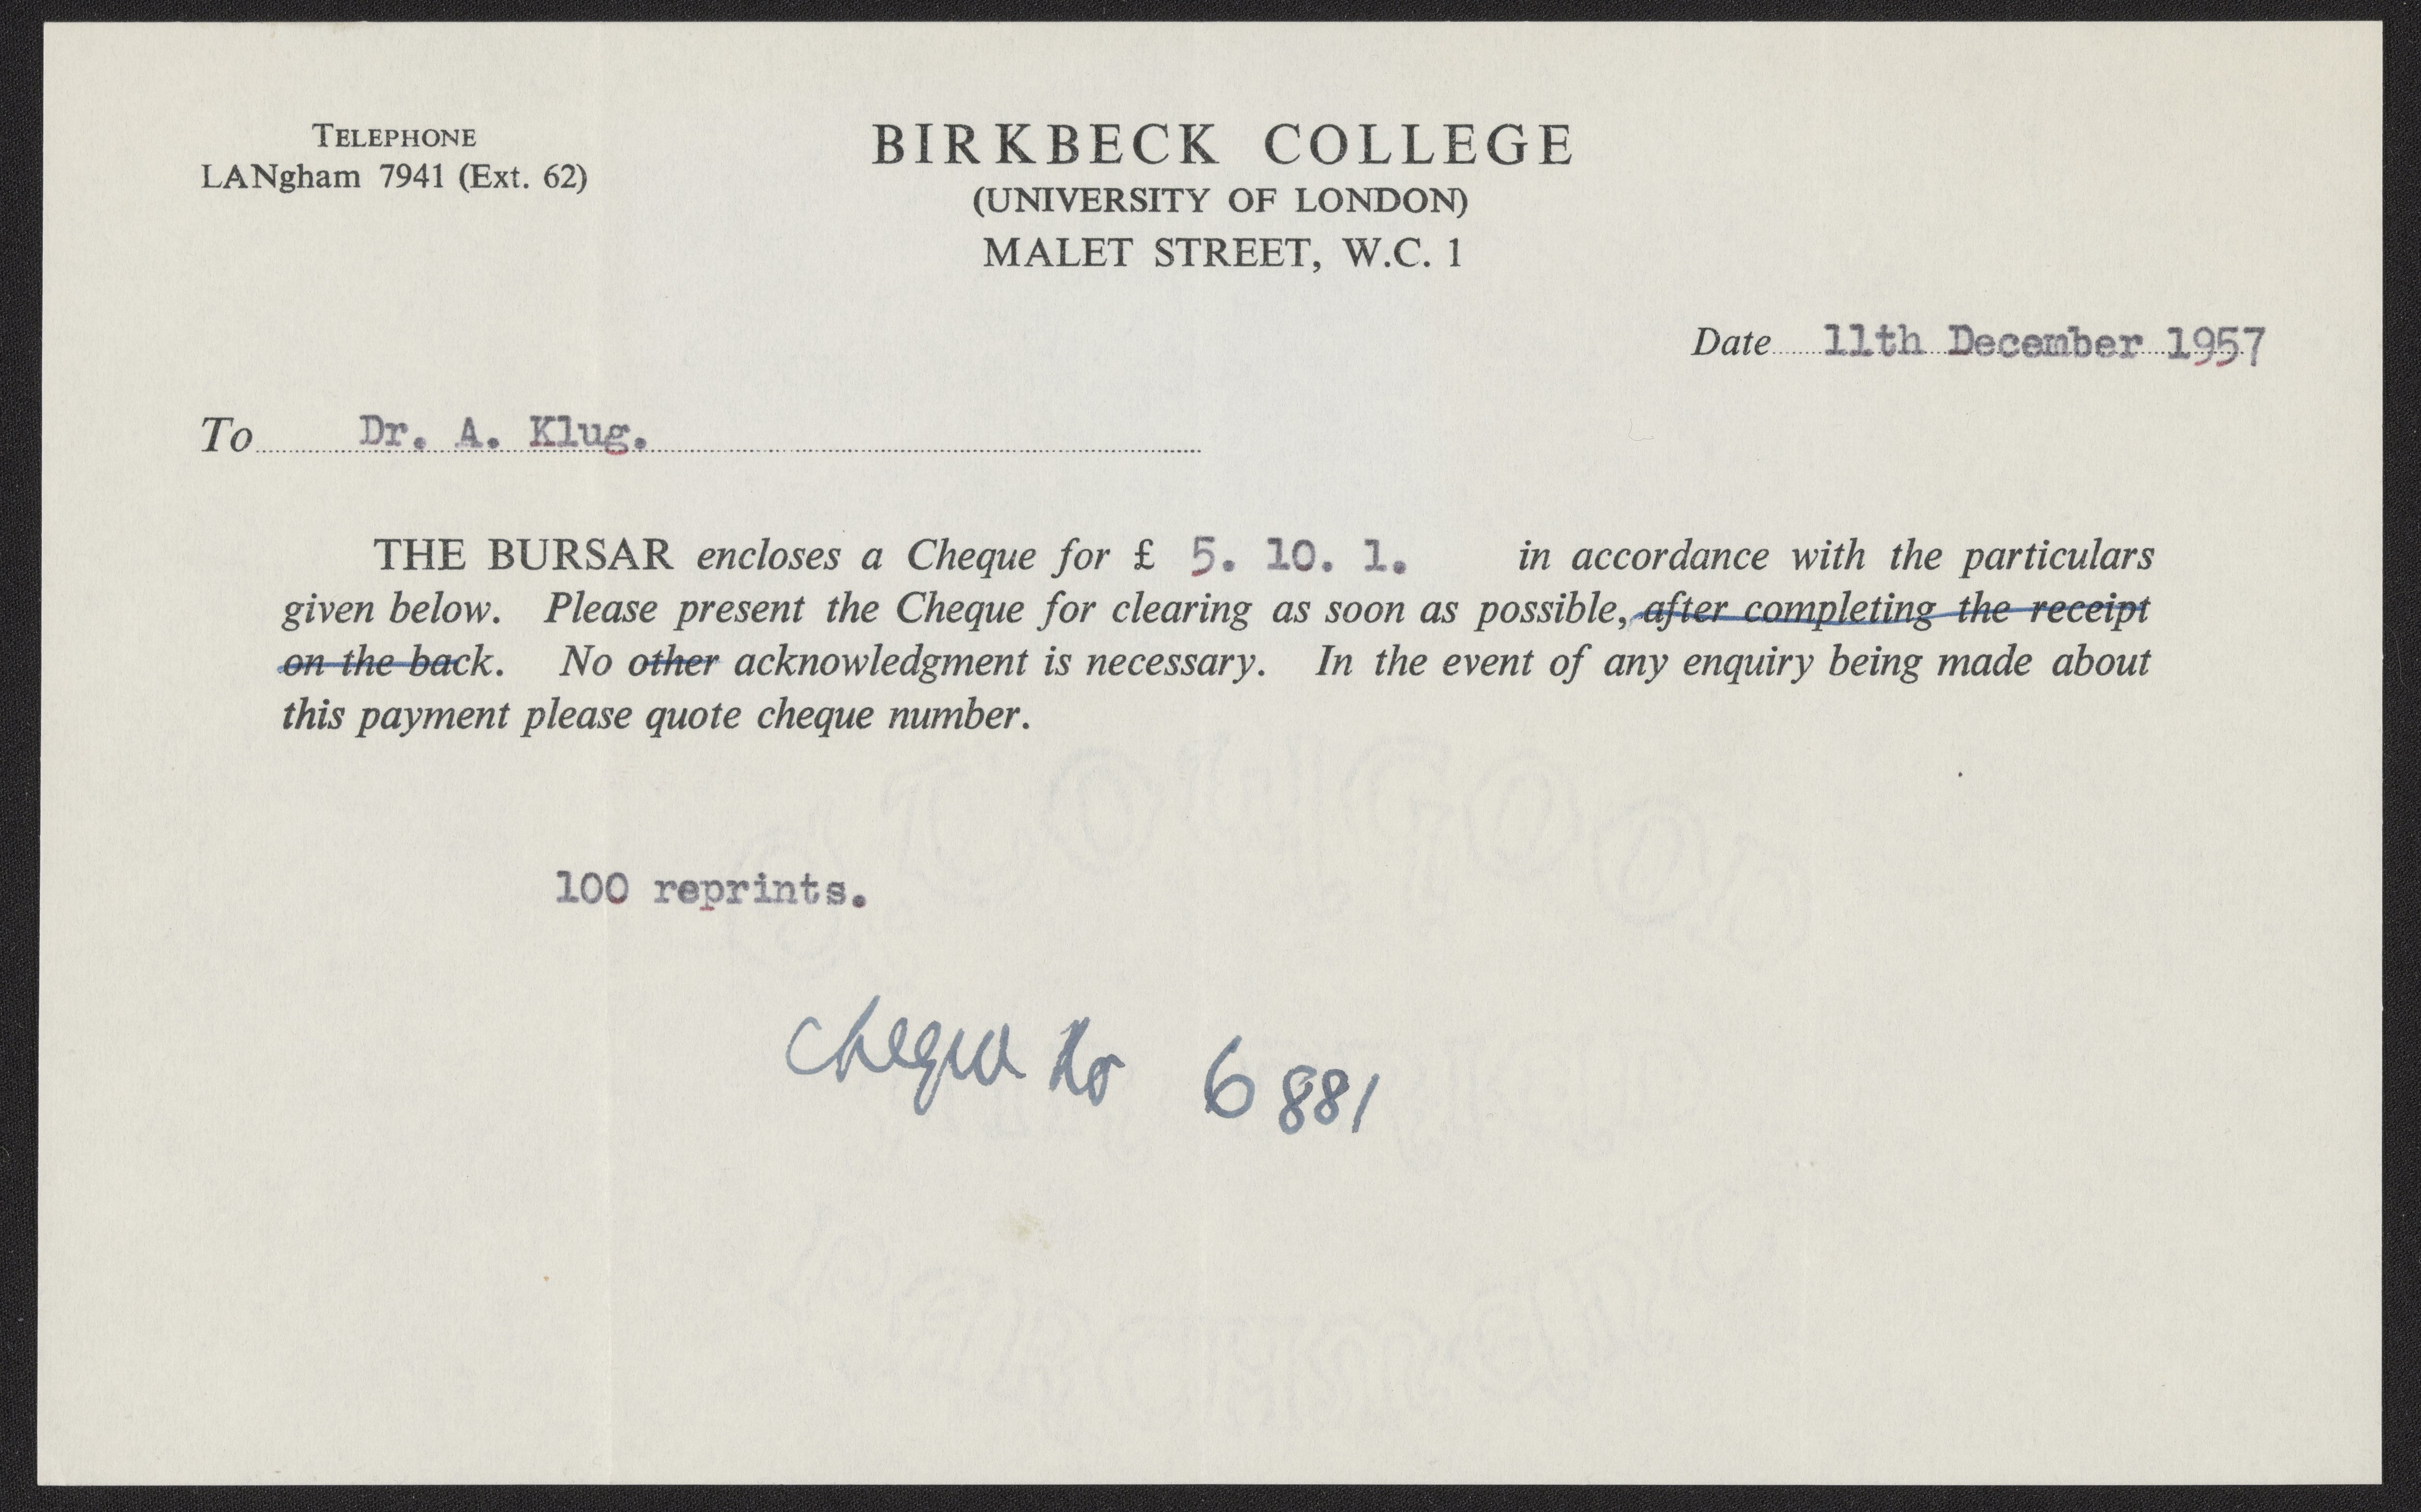 TELEPHONE
LANgham 7941 (Ext. 62)
BIRKBECK COLLEGE
(UNIVERSITY OF LONDON)
MALET STREET, W.C. 1
Date 11th December 1957
To Dr. A. Klug.
THE BURSAR encloses a Cheque for £ 5. 10. 1. in accordance with the particulars
given below. Please present the Cheque for clearing as soon as possible, after completing the receipt
on the back. No other acknowledgment is necessary. In the event of any enquiry being made about
this payment please quote cheque number.
100 reprints.
Cheque No 6881